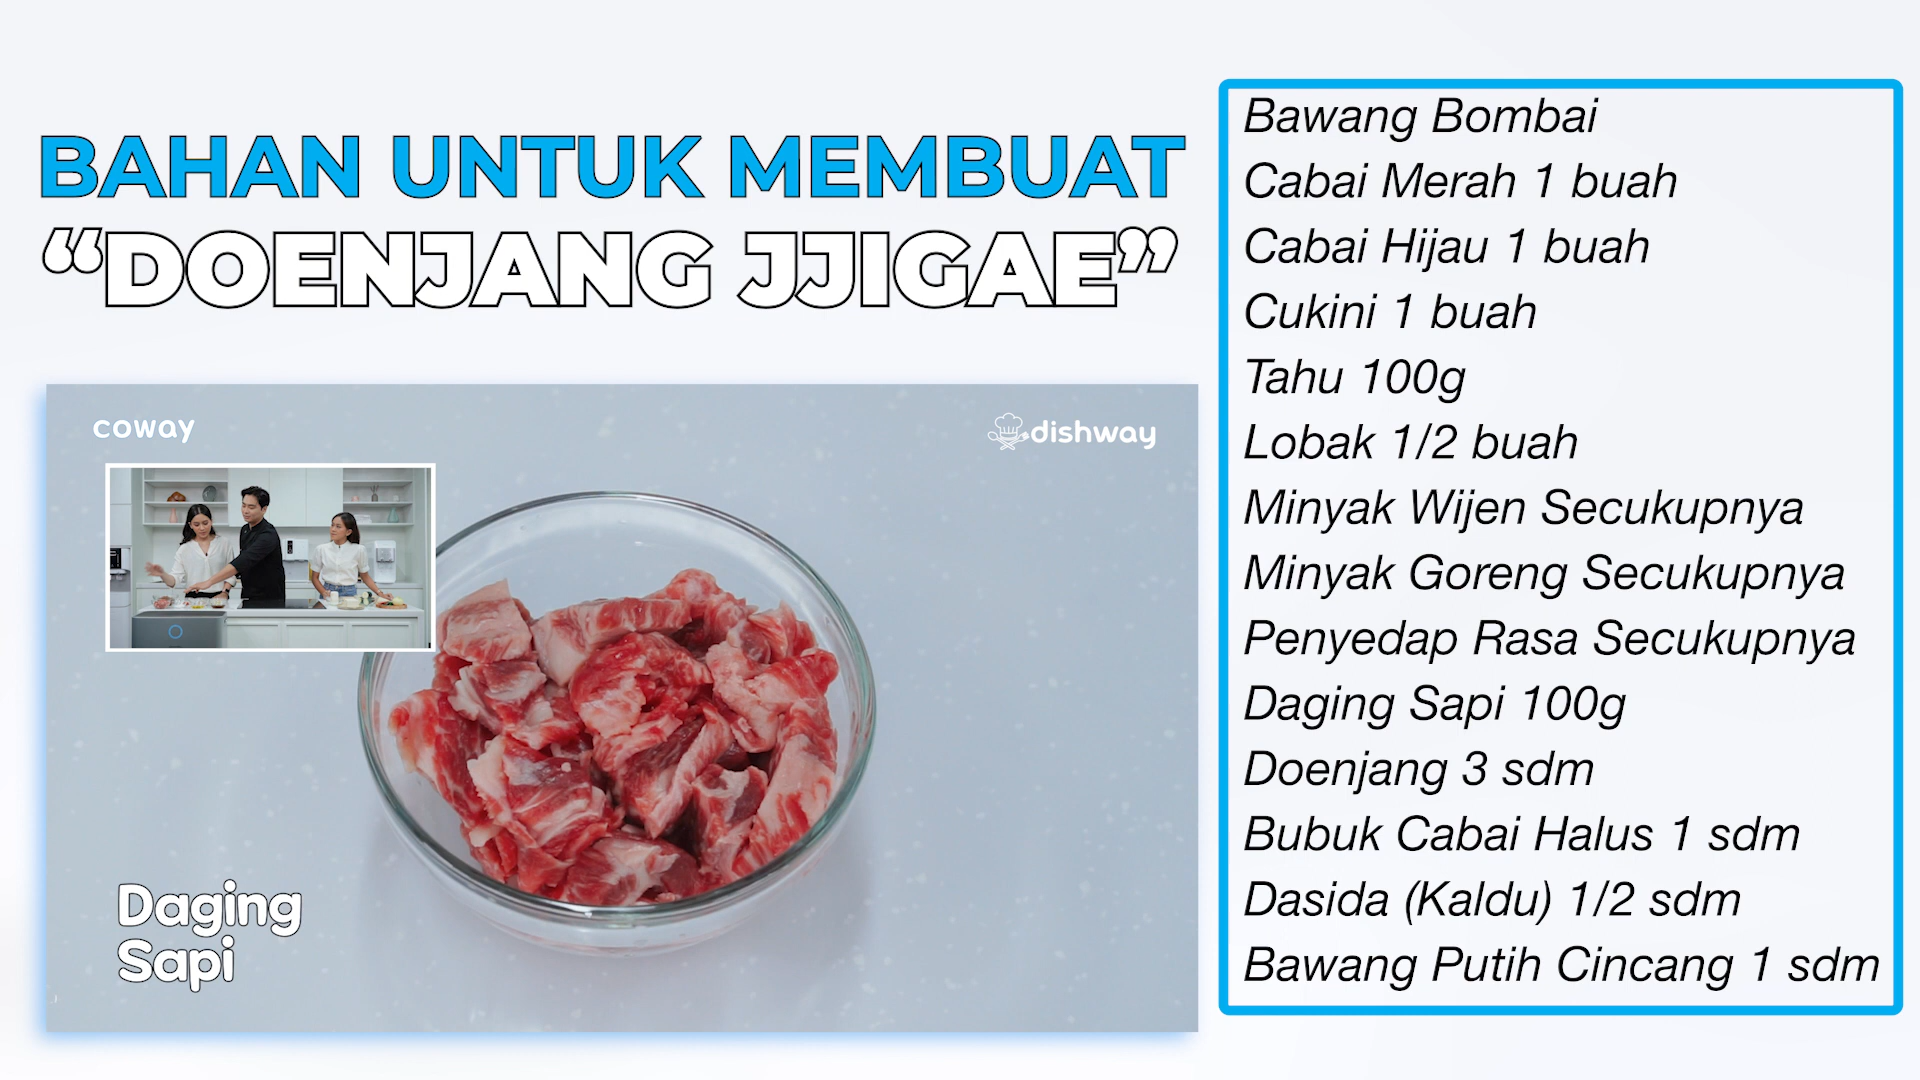 BAHAN UNTUK MEMBUAT
“DOENJANG JJIGAE”
coway
dishway
Daging
Sapi
Bawang Bombai
Cabai Merah 1 buah
Cabai Hijau 1 buah
Cukini 1 buah
Tahu 100g
Lobak 1/2 buah
Minyak Wijen Secukupnya
Minyak Goreng Secukupnya
Penyedap Rasa Secukupnya
Daging Sapi 100g
Doenjang 3 sdm
Bubuk Cabai Halus 1 sdm
Dasida (Kaldu) 1/2 sdm
Bawang Putih Cincang 1 sdm